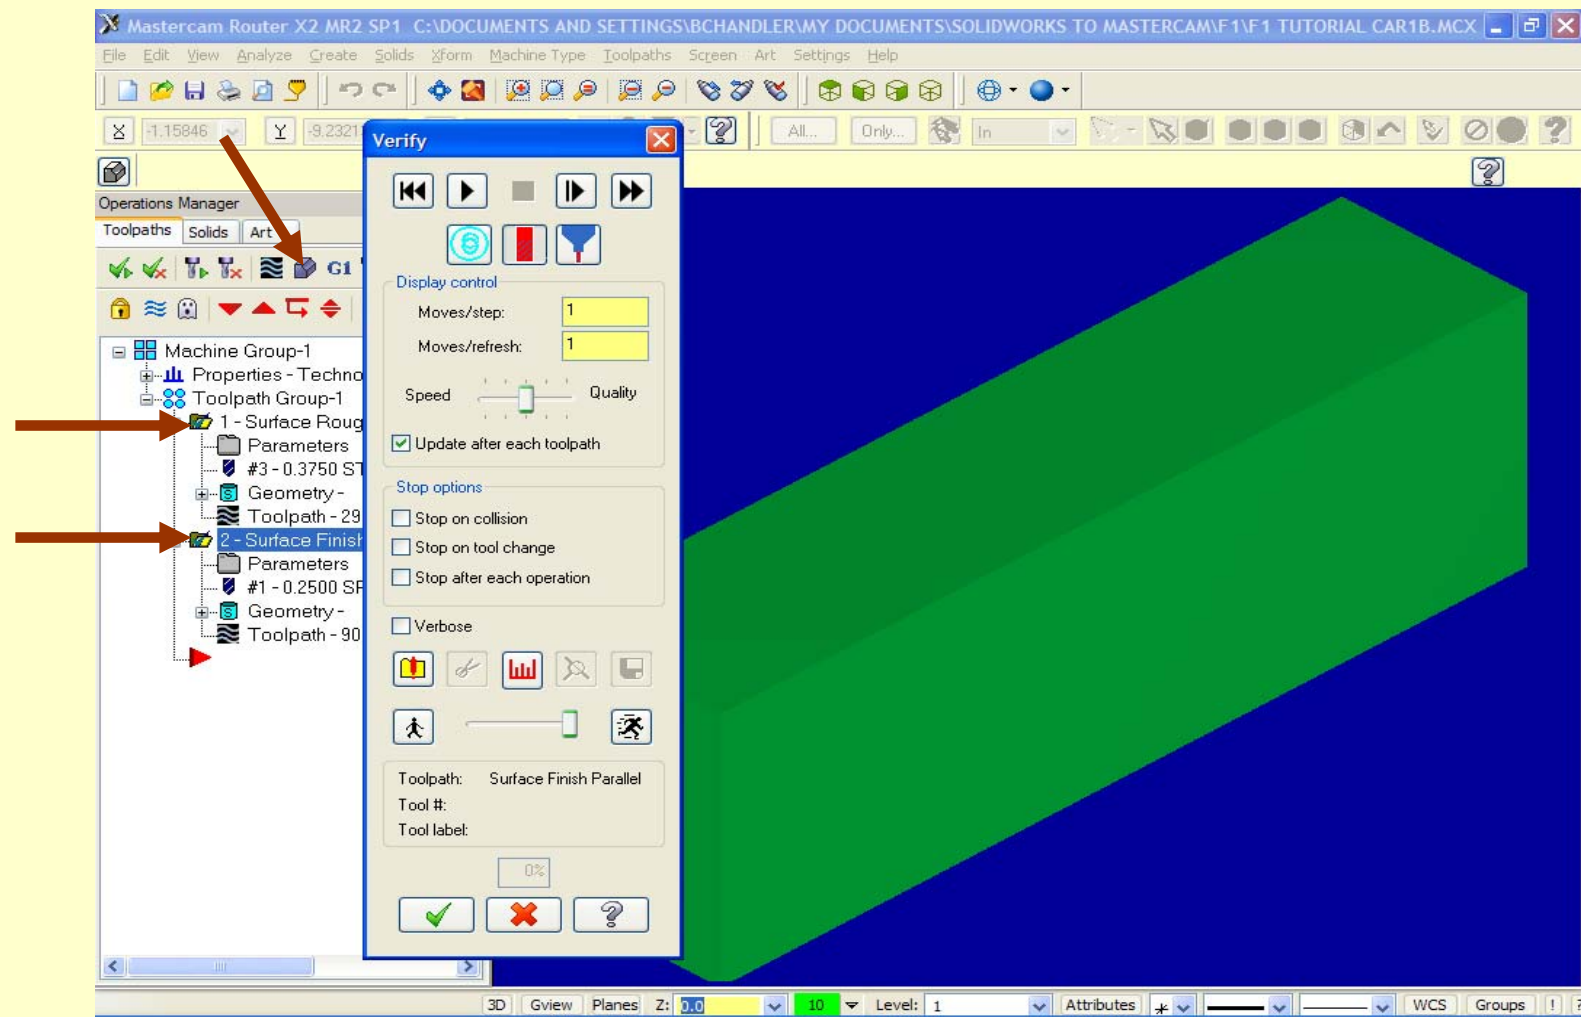 Mastercam Router X2 MR2 SP1 C:\DOCUMENTS AND SETTINGS\BCHANDLER\MY DOCUMENTS\SOLIDWORKS TO MASTERCAM\F1\F1 TUTORIAL CAR1B.MCX
File Edit View Analyze Create Solids Xform Machine Type Toolpaths Screen Art Settings Help
X -1.15846 Y -9.2321 All... Only... In
Operations Manager
Toolpaths Solids Art
G1
Machine Group-1
Properties - Techno
Toolpath Group-1
1 - Surface Roug
Parameters
#3 - 0.3750 ST
Geometry -
Toolpath - 29
2 - Surface Finish
Parameters
#1 - 0.2500 SP
Geometry -
Toolpath - 90
Verify
Display control
Moves/step: 1
Moves/refresh: 1
Speed Quality
Update after each toolpath
Stop options
Stop on collision
Stop on tool change
Stop after each operation
Verbose
Toolpath: Surface Finish Parallel
Tool #:
Tool label:
0%
3D Gview Planes Z: 0.0 10 Level: 1 Attributes WCS Groups ! ?